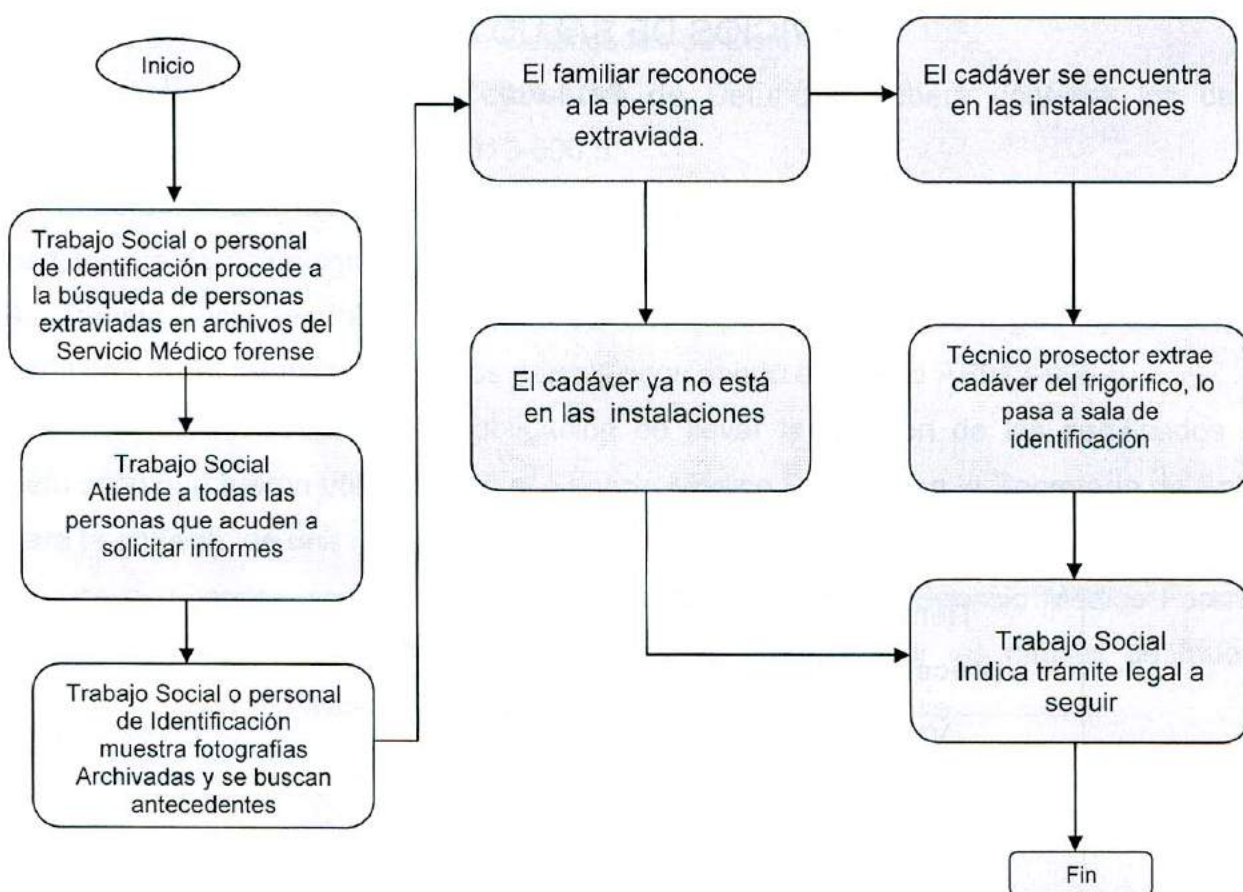 Inicio
Trabajo Social o personal
de Identificación procede a
la búsqueda de personas
extraviadas en archivos del
Servicio Médico forense
Trabajo Social
Atiende a todas las
personas que acuden a
solicitar informes
Trabajo Social o personal
de Identificación
muestra fotografías
Archivadas y se buscan
antecedentes
El familiar reconoce
a la persona
extraviada.
El cadáver ya no está
en las instalaciones
El cadáver se encuentra
en las instalaciones
Técnico prosector extrae
cadáver del frigorífico, lo
pasa a sala de
identificación
Trabajo Social
Indica trámite legal a
seguir
Fin